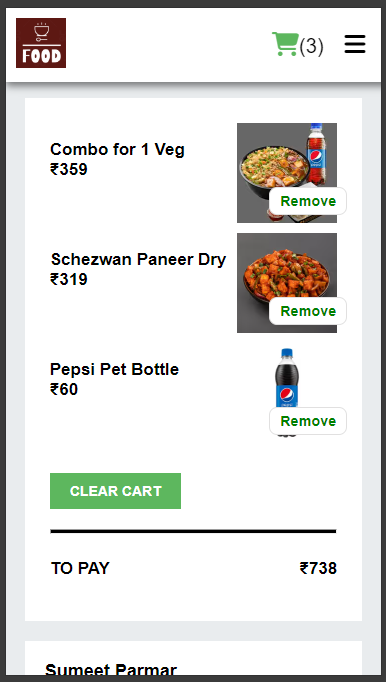 FOOD
(3)
Combo for 1 Veg
₹359
Remove
Schezwan Paneer Dry
₹319
Remove
Pepsi Pet Bottle
₹60
Remove
CLEAR CART
TO PAY ₹738
Sumeet Parmar